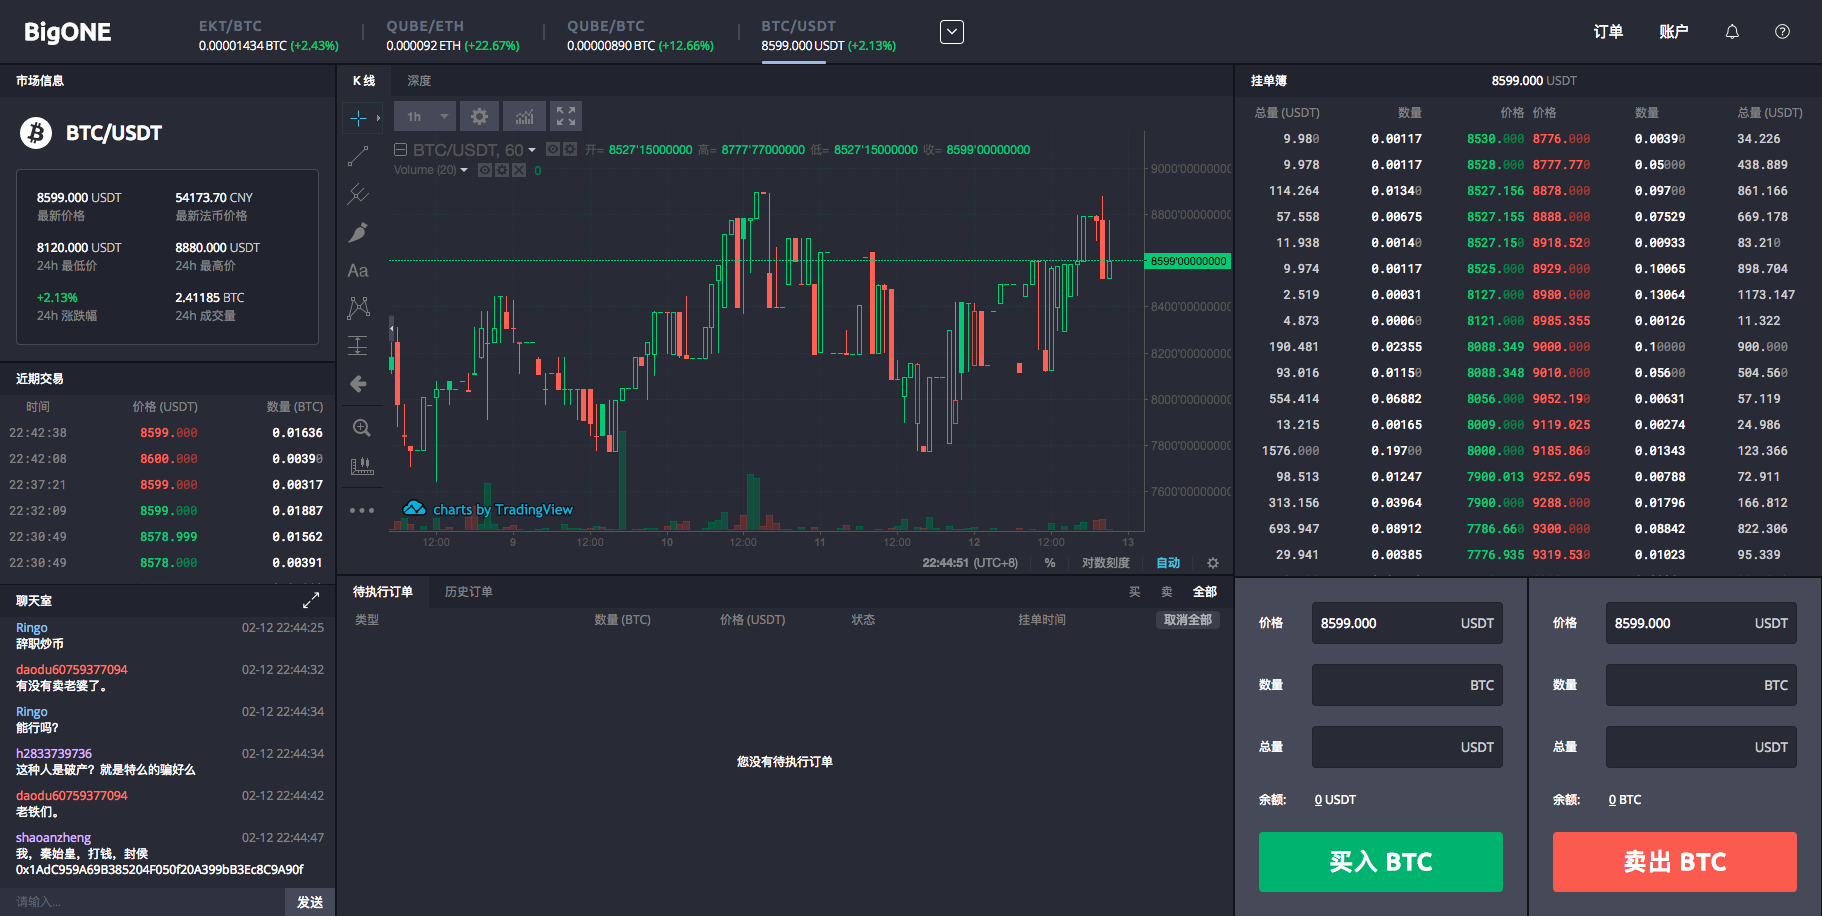 BigONE
EKT/BTC
0.00001434 BTC (+2.43%)
QUBE/ETH
0.000092 ETH (+22.67%)
QUBE/BTC
0.00000890 BTC (+12.66%)
BTC/USDT
8599.000 USDT (+2.13%)
订单
账户
市场信息
BTC/USDT
8599.000 USDT
最新价格
54173.70 CNY
最新法币价格
8120.000 USDT
24h 最低价
8880.000 USDT
24h 最高价
+2.13%
24h 涨跌幅
2.41185 BTC
24h 成交量
近期交易
时间 价格 (USDT) 数量 (BTC)
22:42:38 8599.000 0.01636
22:42:08 8600.000 0.00390
22:37:21 8599.000 0.00317
22:32:09 8599.000 0.01887
22:30:49 8578.999 0.01562
22:30:49 8578.000 0.00391
聊天室
Ringo 02-12 22:44:25
辞职炒币
daodu60759377094 02-12 22:44:32
有没有卖老婆了。
Ringo 02-12 22:44:34
能行吗?
h2833739736 02-12 22:44:34
这种人是破产？就是特么的骗好么
daodu60759377094 02-12 22:44:42
老铁们。
shaoanzheng 02-12 22:44:47
我，秦始皇，打钱，封侯
0x1AdC959A69B385204F050f20A399bB3Ec8C9A90f
请输入...
发送
K 线
深度
1h
Aa
BTC/USDT, 60 开= 8527'15000000 高= 8777'77000000 低= 8527'15000000 收= 8599'00000000
Volume (20) 0
9000'00000000
8800'00000000
8599'00000000
8400'00000000
8200'00000000
8000'00000000
7800'00000000
7600'00000000
charts by TradingView
12:00 9 12:00 10 12:00 11 12:00 12 12:00 13
22:44:51 (UTC+8) % 对数刻度 自动
待执行订单
历史订单
买 卖 全部
类型 数量 (BTC) 价格 (USDT) 状态 挂单时间 取消全部
您没有待执行订单
挂单簿
8599.000 USDT
总量 (USDT) 数量 价格 价格 数量 总量 (USDT)
9.980 0.00117 8530.000 8776.000 0.00390 34.226
9.978 0.00117 8528.000 8777.770 0.05000 438.889
114.264 0.01340 8527.156 8878.000 0.09700 861.166
57.558 0.00675 8527.155 8888.000 0.07529 669.178
11.938 0.00140 8527.150 8918.520 0.00933 83.210
9.974 0.00117 8525.000 8929.000 0.10065 898.704
2.519 0.00031 8127.000 8980.000 0.13064 1173.147
4.873 0.00060 8121.000 8985.355 0.00126 11.322
190.481 0.02355 8088.349 9000.000 0.10000 900.000
93.016 0.01150 8088.348 9010.000 0.05600 504.560
554.414 0.06882 8056.000 9052.190 0.00631 57.119
13.215 0.00165 8009.000 9119.025 0.00274 24.986
1576.000 0.19700 8000.000 9185.860 0.01343 123.366
98.513 0.01247 7900.013 9252.695 0.00788 72.911
313.156 0.03964 7900.000 9288.000 0.01796 166.812
693.947 0.08912 7786.660 9300.000 0.08842 822.306
29.941 0.00385 7776.935 9319.530 0.01023 95.339
价格 8599.000 USDT
数量 BTC
总量 USDT
余额: 0 USDT
买入 BTC
价格 8599.000 USDT
数量 BTC
总量 USDT
余额: 0 BTC
卖出 BTC